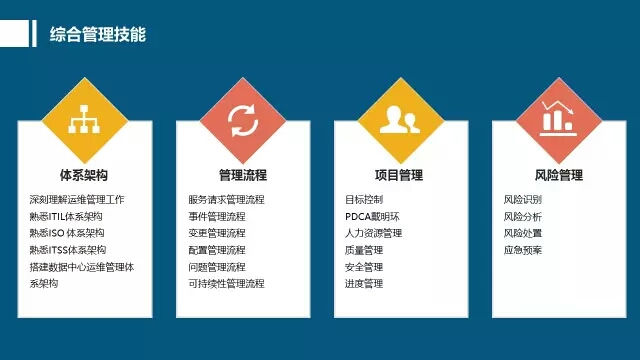 综合管理技能
体系架构
深刻理解运维管理工作
熟悉ITIL体系架构
熟悉ISO 体系架构
熟悉ITSS体系架构
搭建数据中心运维管理体
系架构
管理流程
服务请求管理流程
事件管理流程
变更管理流程
配置管理流程
问题管理流程
可持续性管理流程
项目管理
目标控制
PDCA戴明环
人力资源管理
质量管理
安全管理
进度管理
风险管理
风险识别
风险分析
风险处置
应急预案